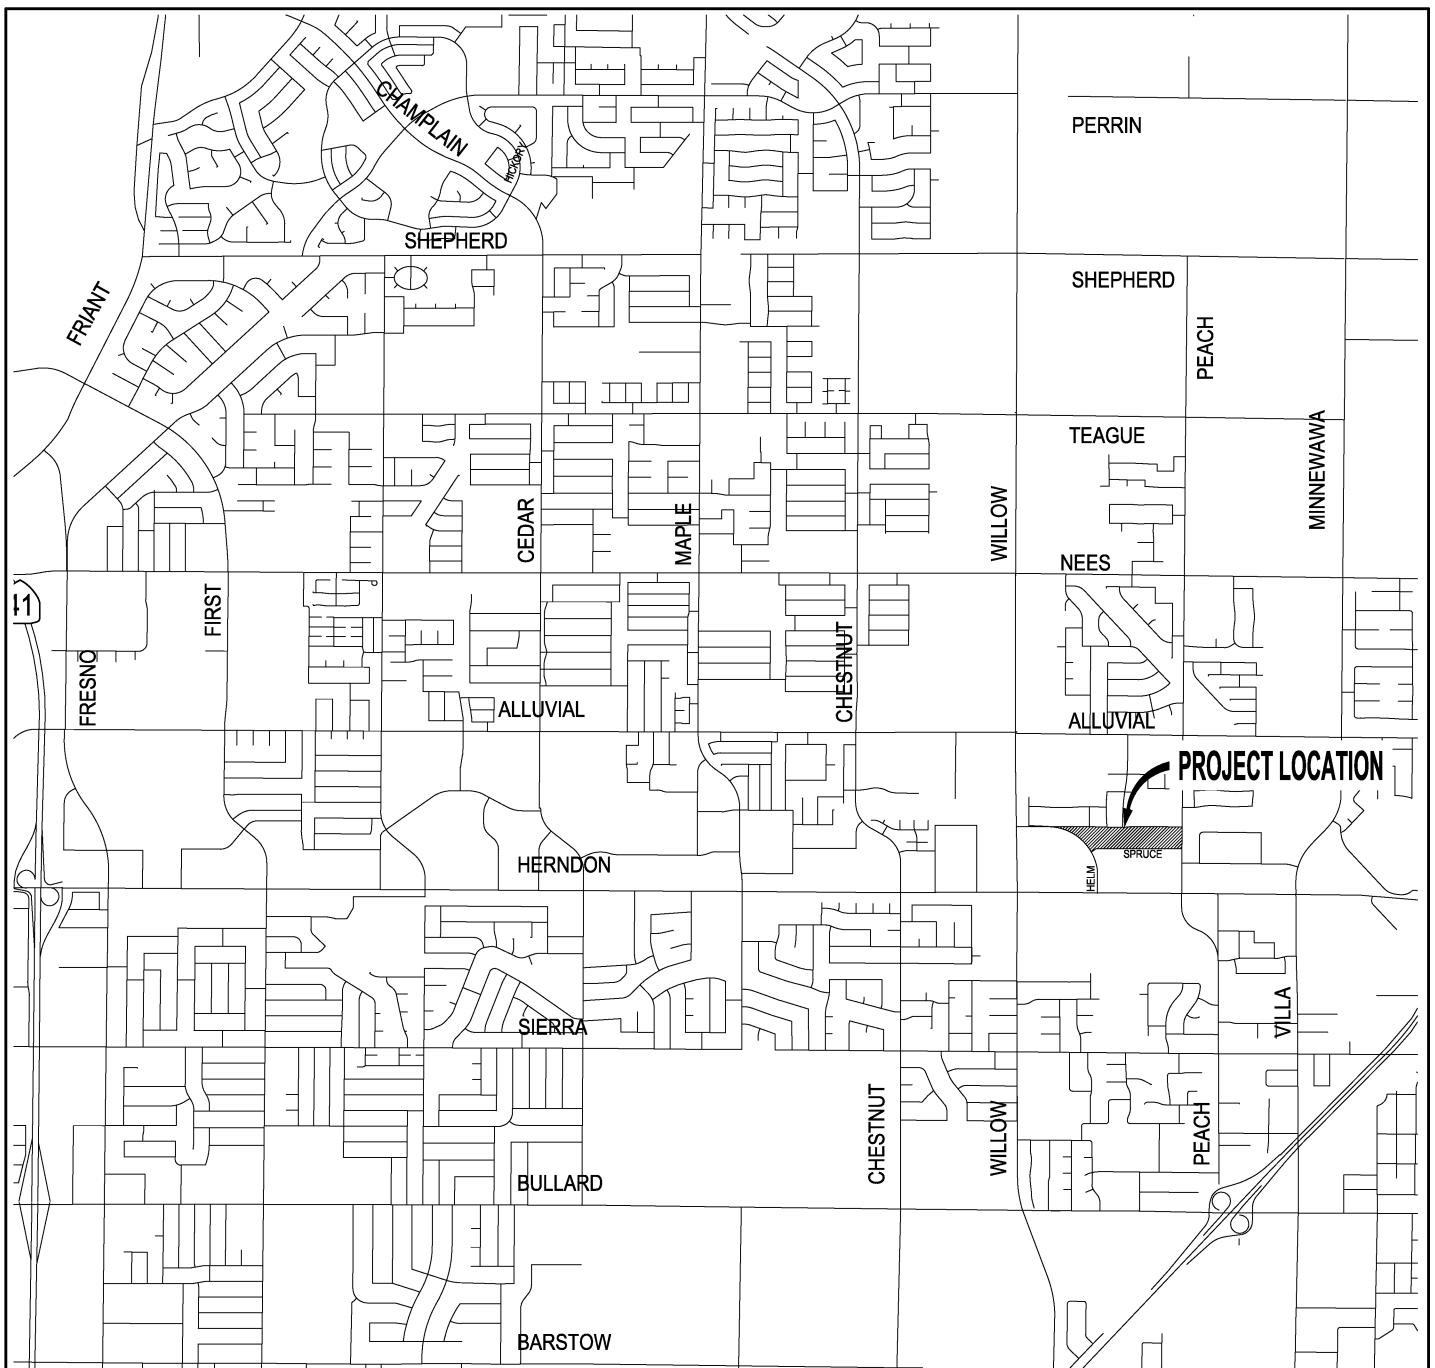 CHAMPLAIN
PERRIN
HICKORY
SHEPHERD
SHEPHERD
FRIANT
PEACH
TEAGUE
MINNEWAWA
CEDAR
MAPLE
WILLOW
NEES
41
FIRST
FRESNO
CHESTNUT
ALLUVIAL
ALLUVIAL
PROJECT LOCATION
SPRUCE
HERNDON
HELM
SIERRA
VILLA
CHESTNUT
WILLOW
PEACH
BULLARD
BARSTOW